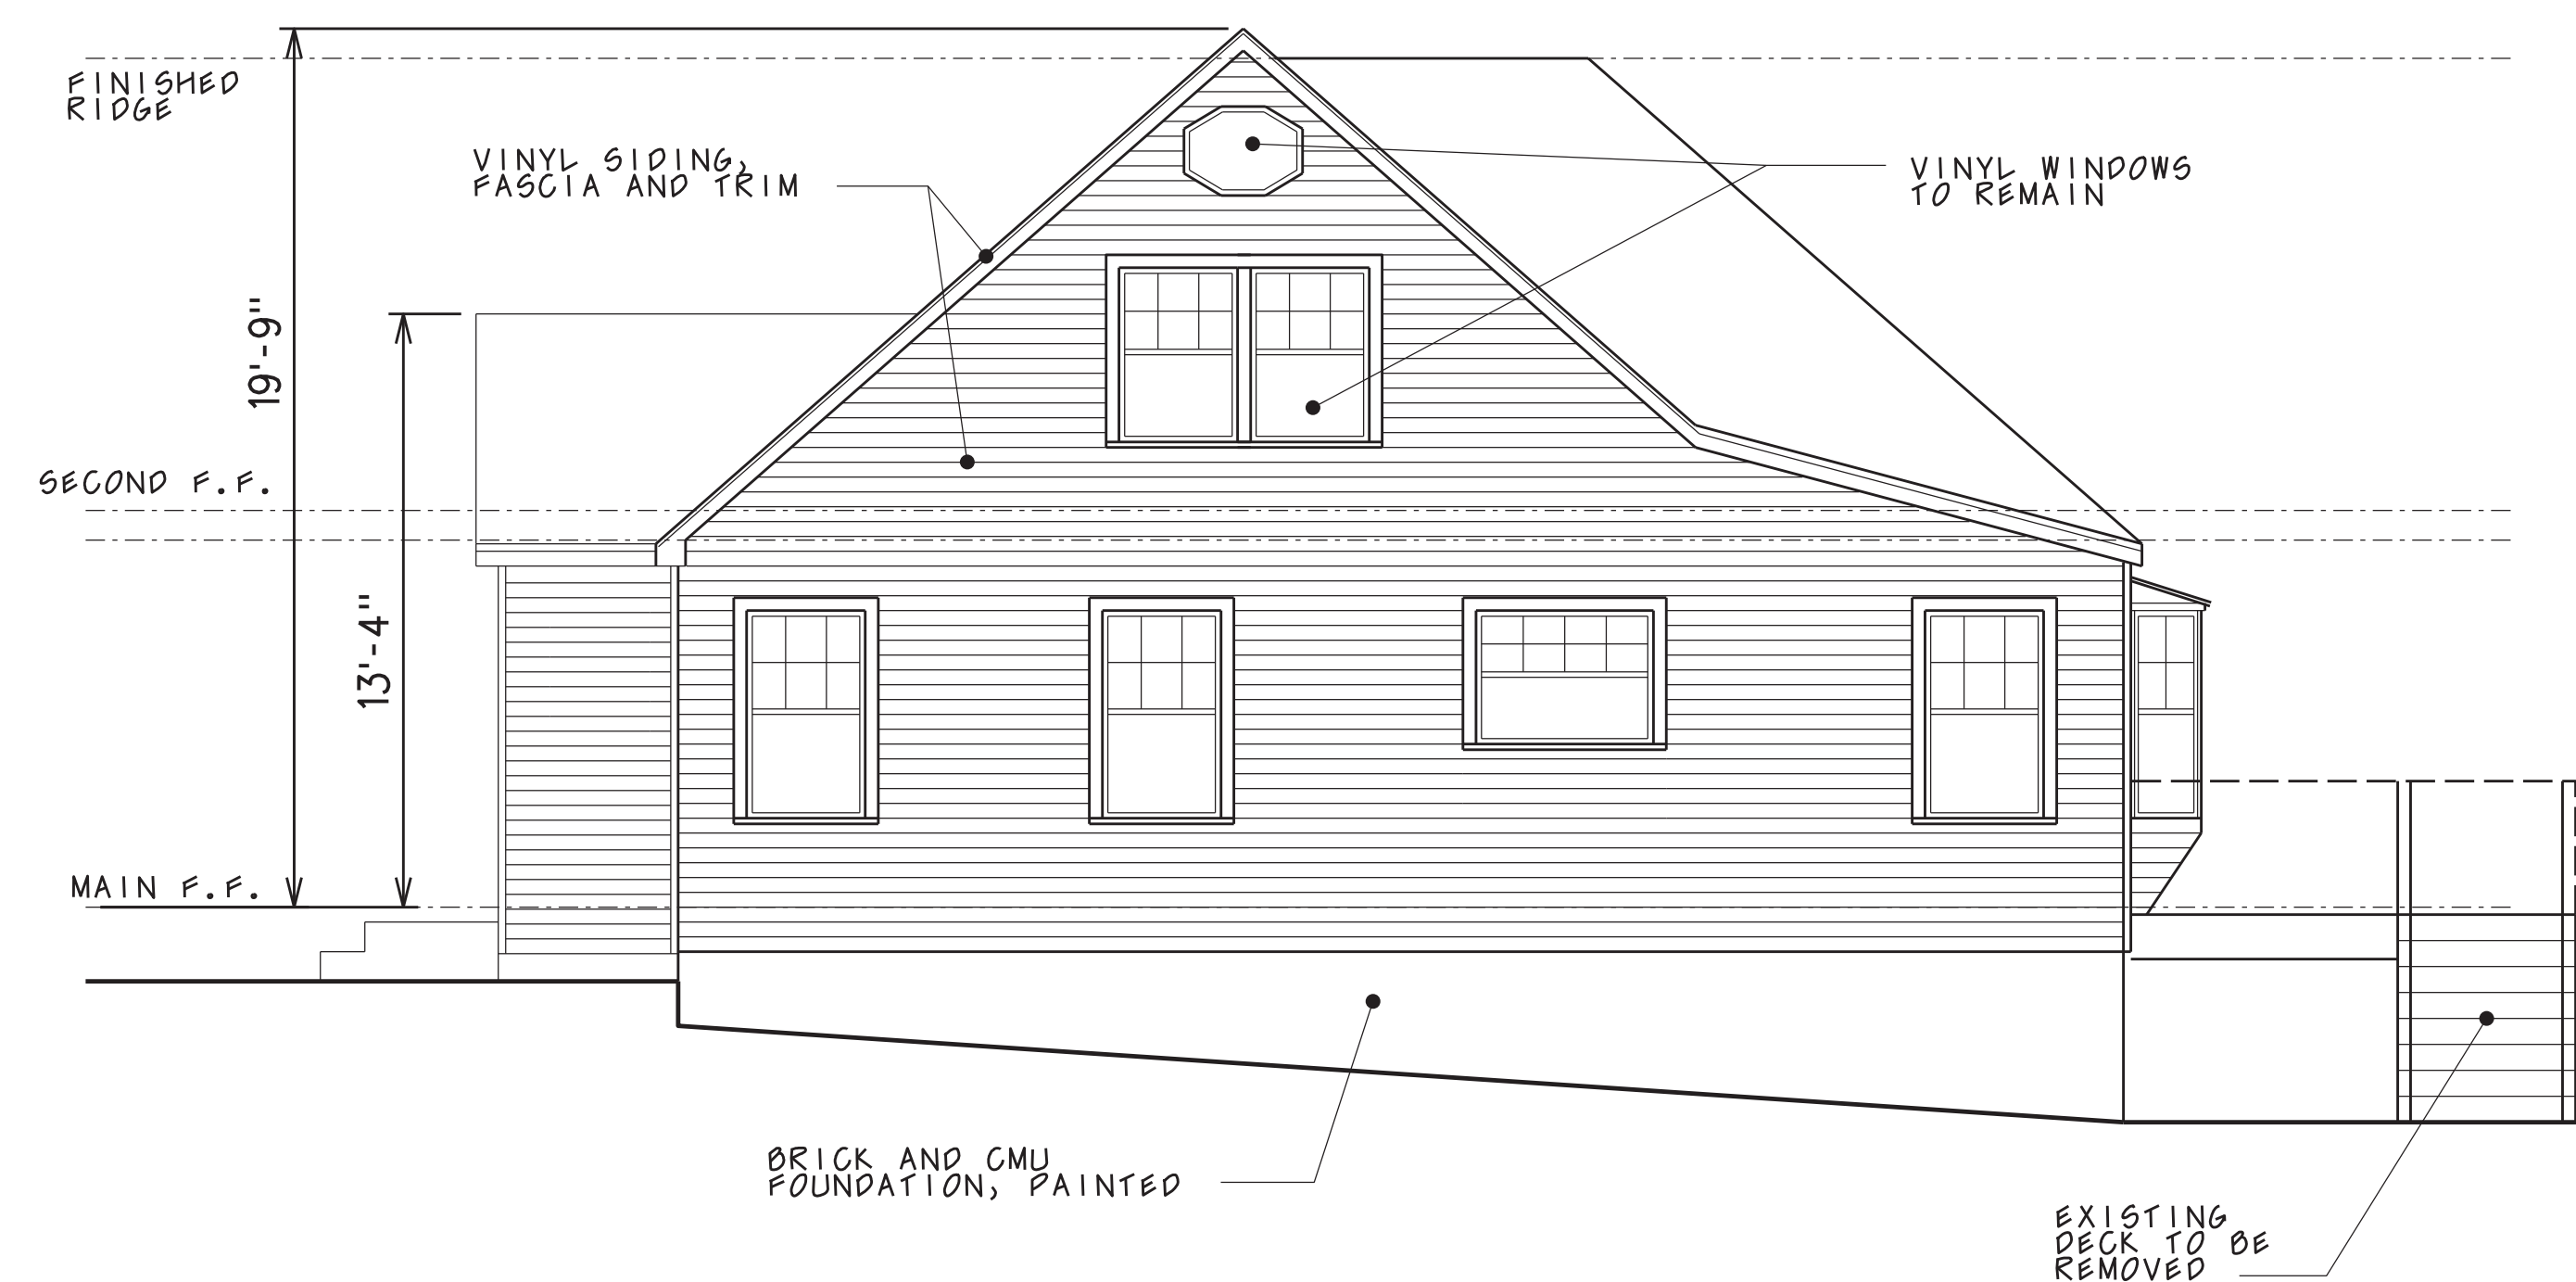 FINISHED
RIDGE
VINYL SIDING,
FASCIA AND TRIM
VINYL WINDOWS
TO REMAIN
19'-9"
SECOND F.F.
13'-4"
MAIN F.F.
BRICK AND CMU
FOUNDATION, PAINTED
EXISTING
DECK TO BE
REMOVED